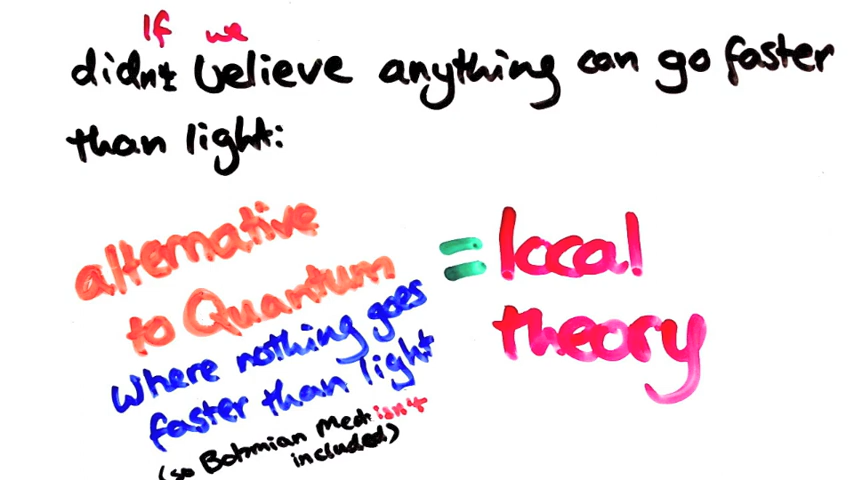 If we
didn't believe anything can go faster
than light:
alternative
to Quantum
where nothing goes
faster than light
(so Bohmian Mech isn't
included)
= local
theory